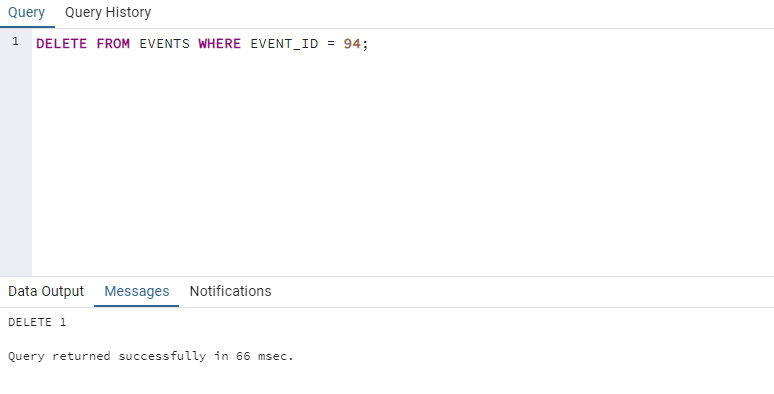 Query Query History
1 DELETE FROM EVENTS WHERE EVENT_ID = 94;
Data Output Messages Notifications
DELETE 1
Query returned successfully in 66 msec.